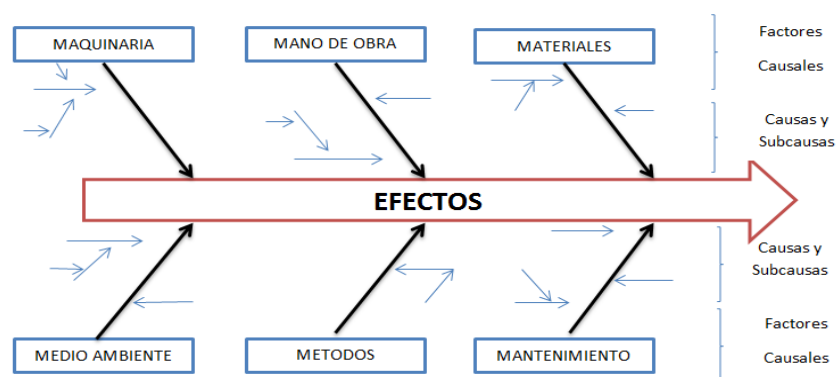 MAQUINARIA
MANO DE OBRA
MATERIALES
Factores
Causales
Causas y
Subcausas
EFECTOS
Causas y
Subcausas
Factores
Causales
MEDIO AMBIENTE
METODOS
MANTENIMIENTO